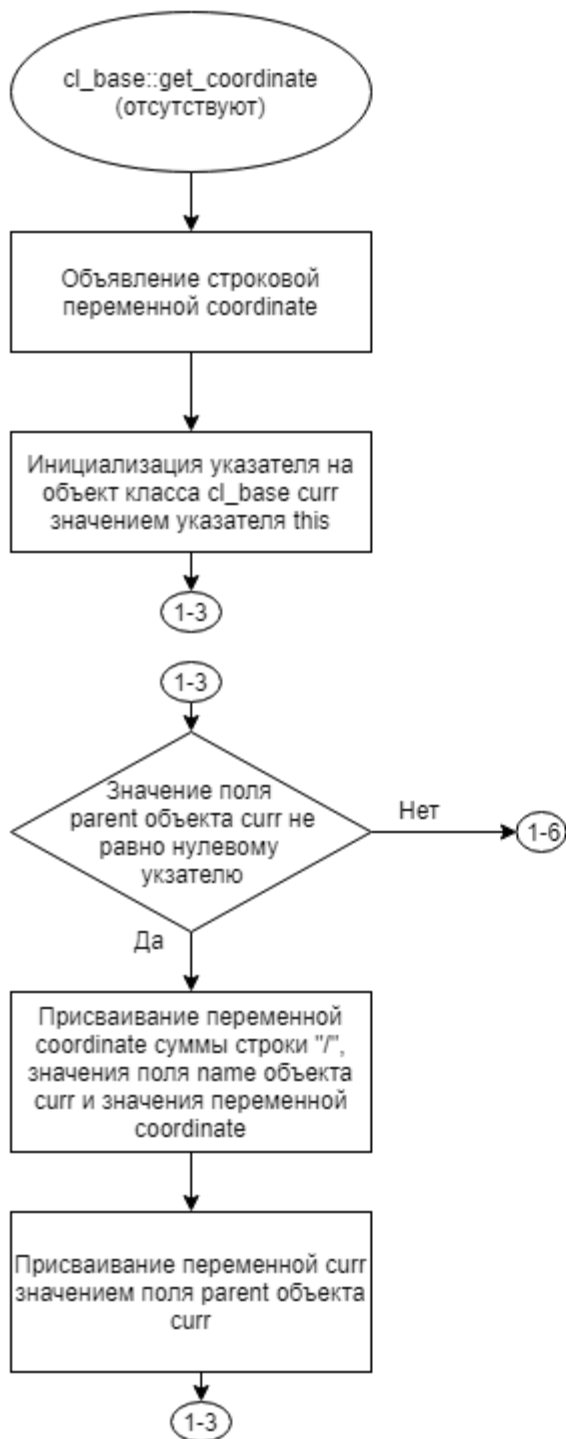 cl_base::get_coordinate
(отсутствуют)
Объявление строковой
переменной coordinate
Инициализация указателя на
объект класса cl_base curr
значением указателя this
1-3
1-3
Значение поля
parent объекта curr не
равно нулевому
укзателю
Нет
1-6
Да
Присваивание переменной
coordinate суммы строки "/",
значения поля name объекта
curr и значения переменной
coordinate
Присваивание переменной curr
значением поля parent объекта
curr
1-3